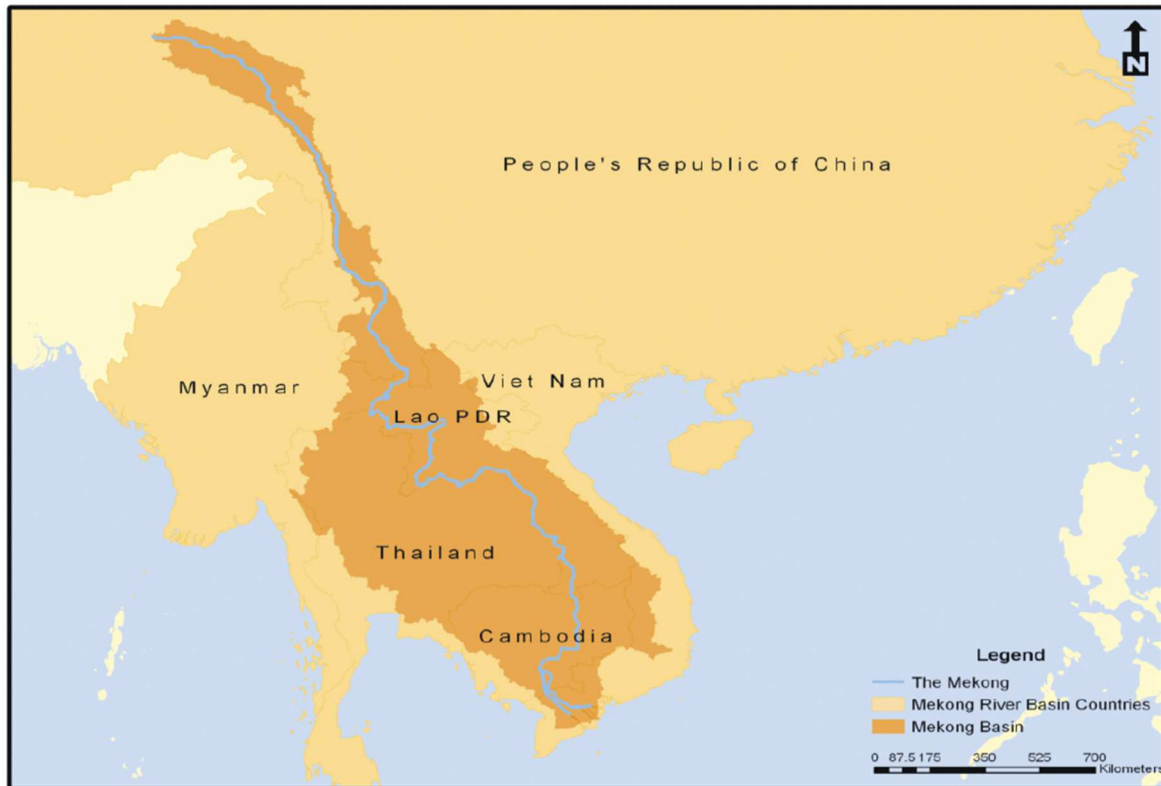 N
People's Republic of China
Myanmar
Viet Nam
Lao PDR
Thailand
Cambodia
Legend
The Mekong
Mekong River Basin Countries
Mekong Basin
0 87.5 175 350 525 700
Kilometers